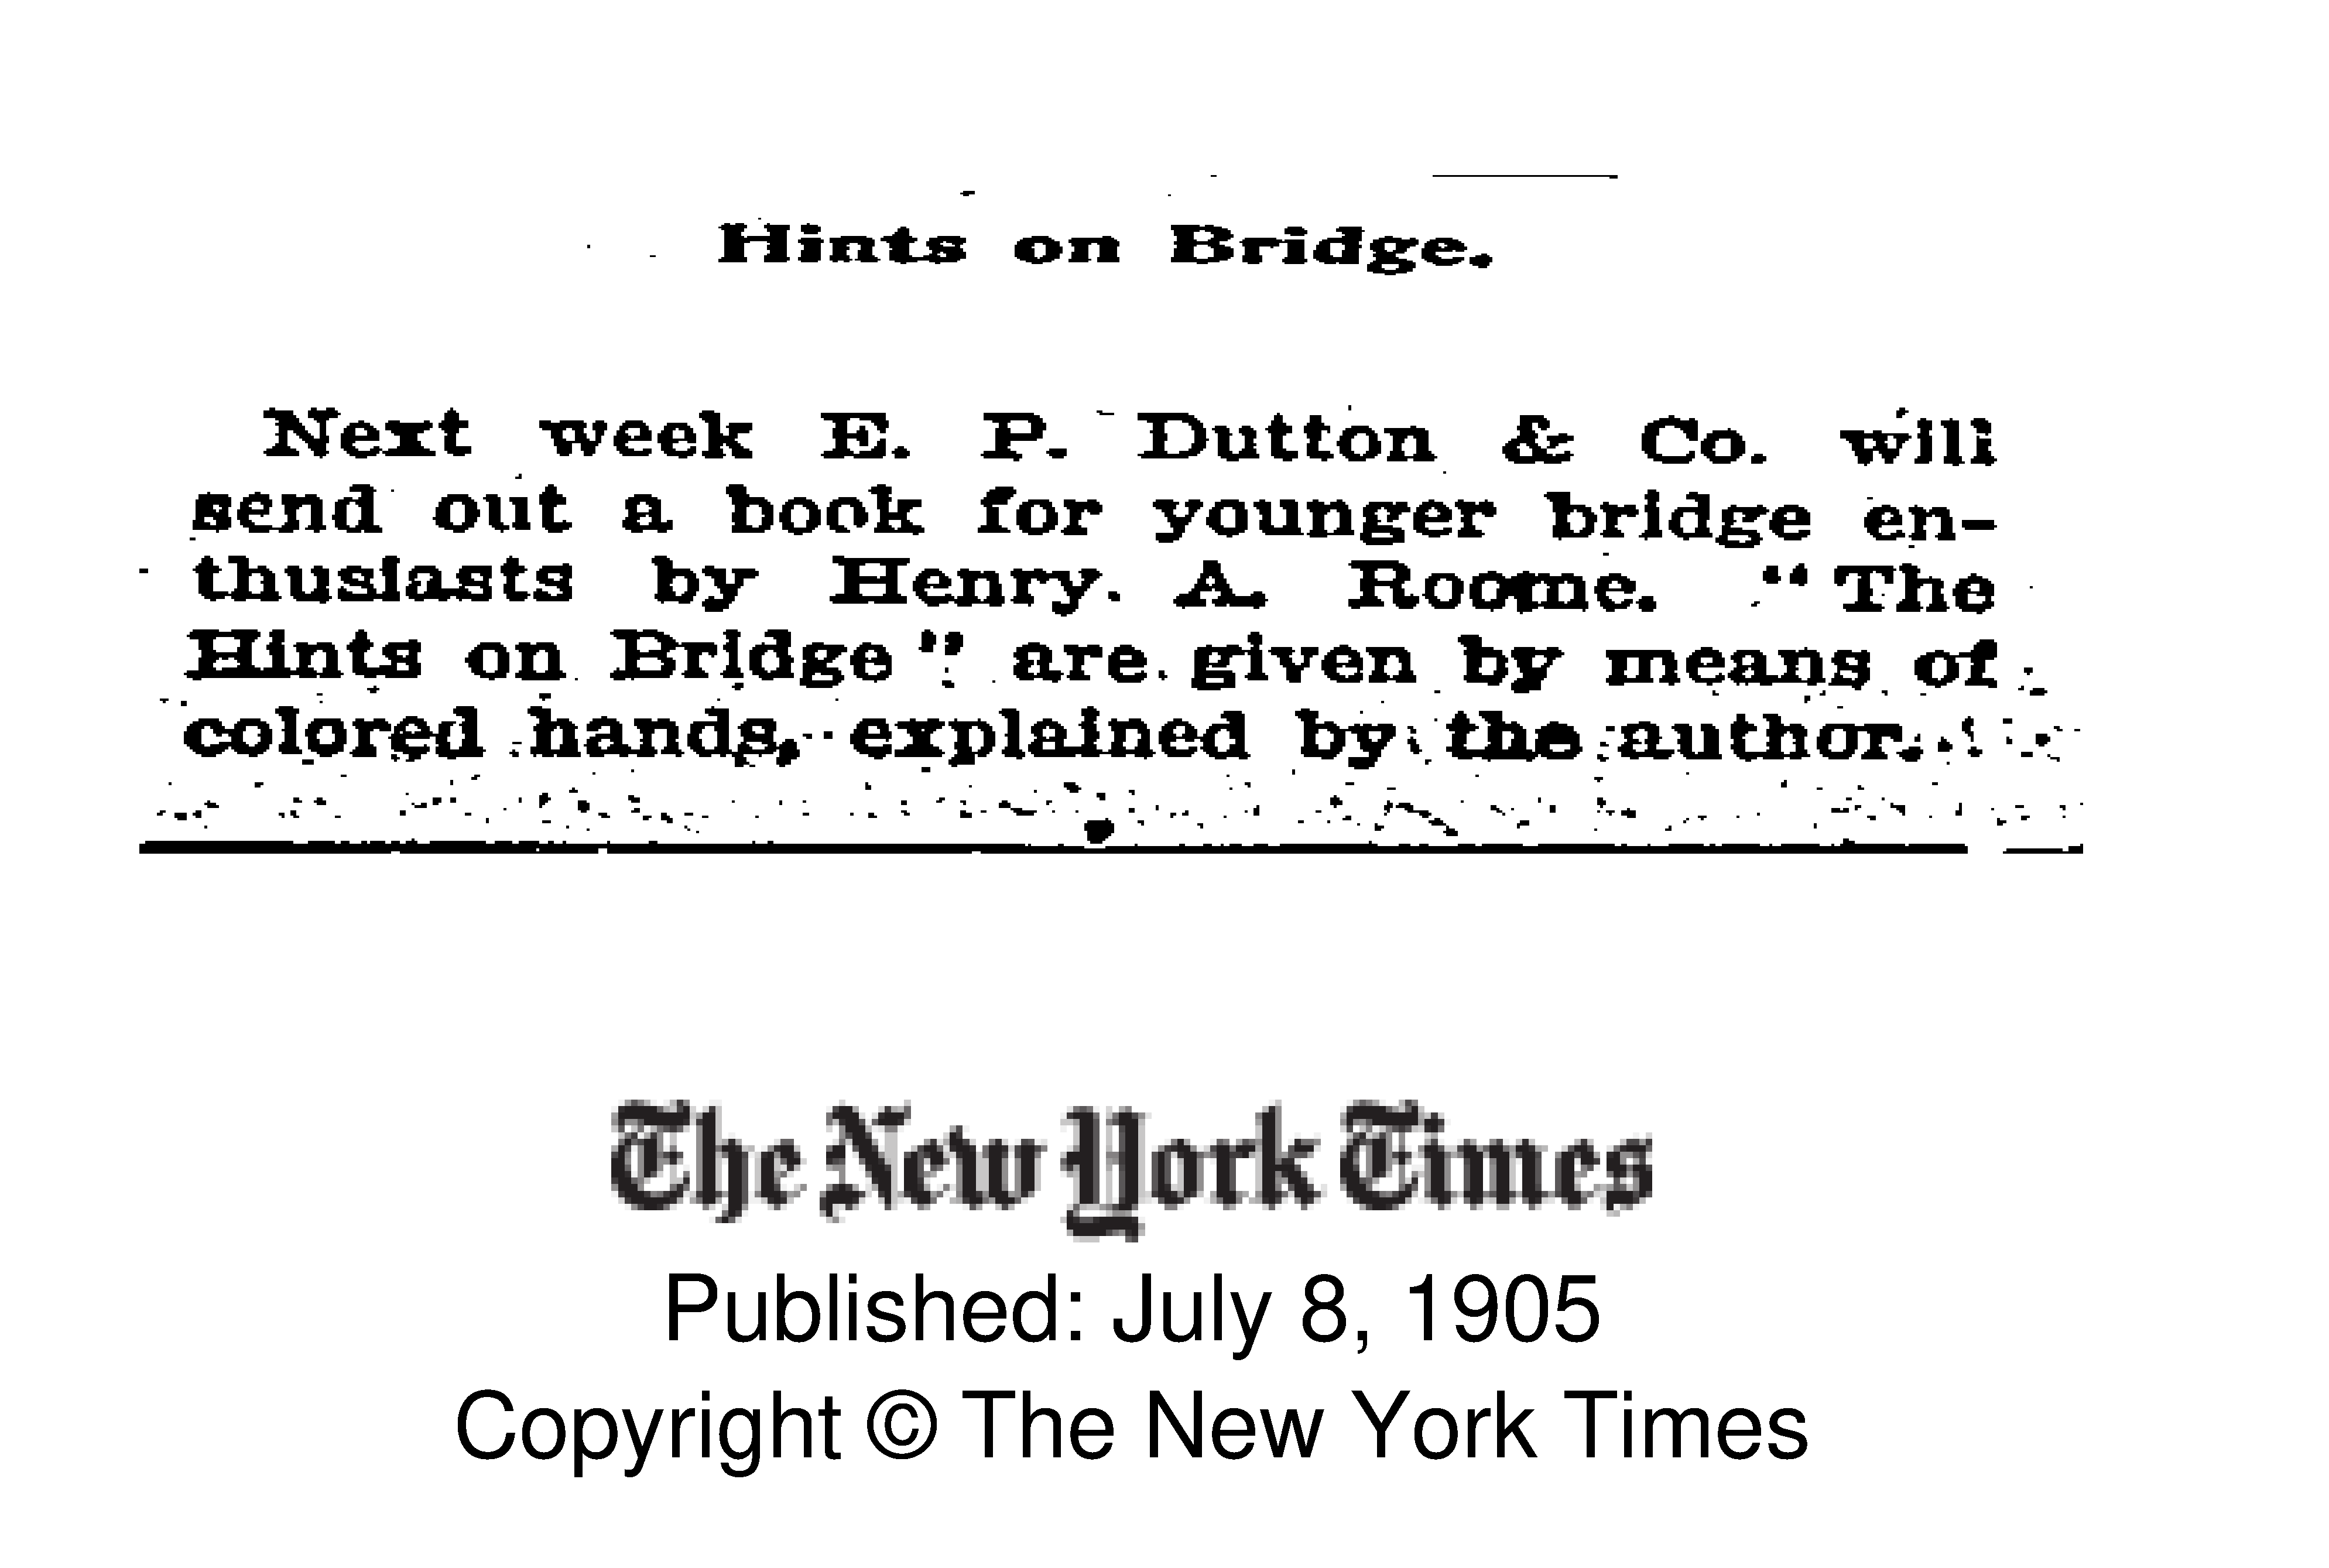 Hints on Bridge.
Next week E. P. Dutton & Co. will
send out a book for younger bridge en-
thusiasts by Henry A. Roome. "The
Hints on Bridge" are given by means of
colored hands, explained by the author.
The New York Times
Published: July 8, 1905
Copyright © The New York Times